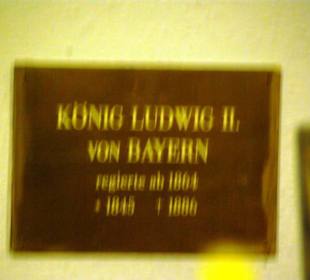 KÖNIG LUDWIG II.
VON BAYERN
regierte ab 1864
* 1845 † 1886